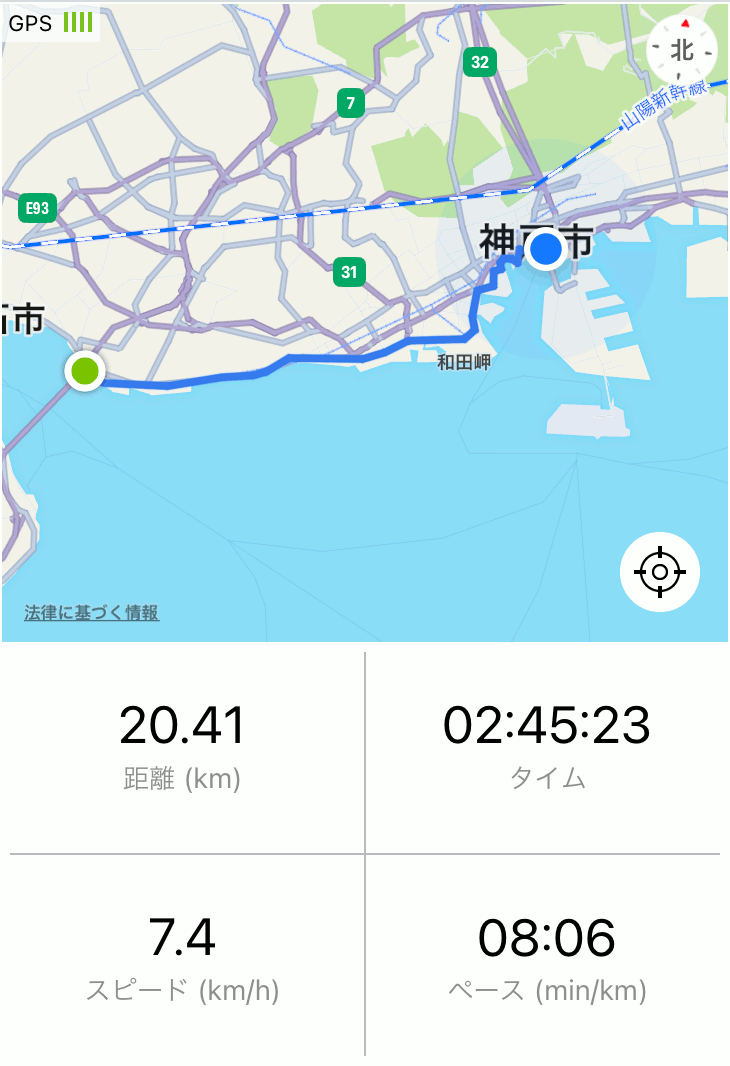 GPS
32
北
7
山陽新幹線
E93
神戸市
31
石市
和田岬
法律に基づく情報
20.41
距離 (km)
02:45:23
タイム
7.4
スピード (km/h)
08:06
ペース (min/km)